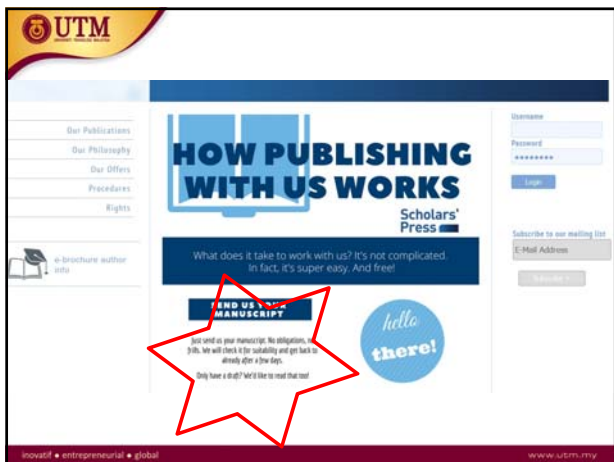 UTM
UNIVERSITI TEKNOLOGI MALAYSIA
Our Publications
Our Philosophy
Our Offers
Procedures
Rights
e-brochure author
info
HOW PUBLISHING
WITH US WORKS
Scholars'
Press
What does it take to work with us? It's not complicated.
In fact, it's super easy. And free!
SEND US YOUR
MANUSCRIPT
Just send us your manuscript. No obligations, no
frills. We will check it for suitability and get back to
already after a few days.
Only have a draft? We'd like to read that too!
hello
there!
Username
Password
Login
Subscribe to our mailing list
E-Mail Address
Subscribe
inovatif ● entrepreneurial ● global
www.utm.my